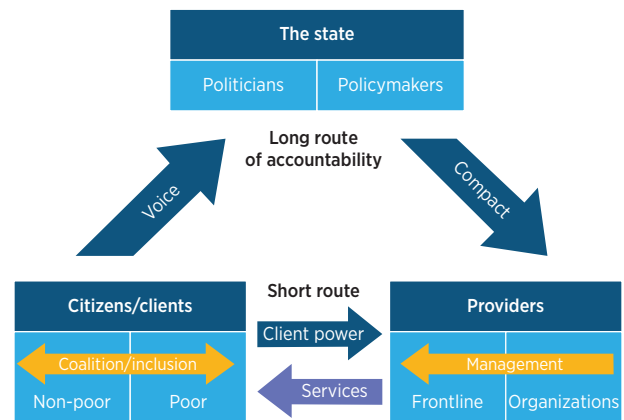 The state
Politicians
Policymakers
Long route
of accountability
Voice
Compact
Citizens/clients
Short route
Providers
Client power
Coalition/inclusion
Management
Services
Non-poor
Poor
Frontline
Organizations